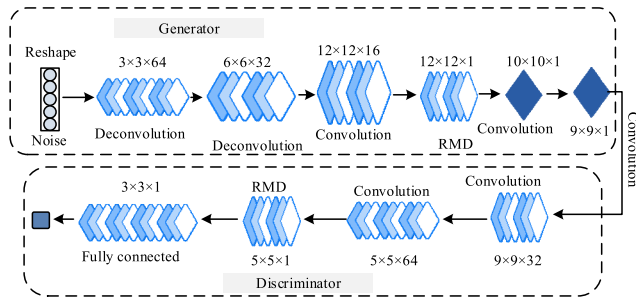 Generator
Reshape
3×3×64
6×6×32
12×12×16
12×12×1
10×10×1
Noise
Deconvolution
Deconvolution
Convolution
RMD
Convolution
9×9×1
Convolution
3×3×1
RMD
Convolution
Convolution
Fully connected
5×5×1
5×5×64
9×9×32
Discriminator